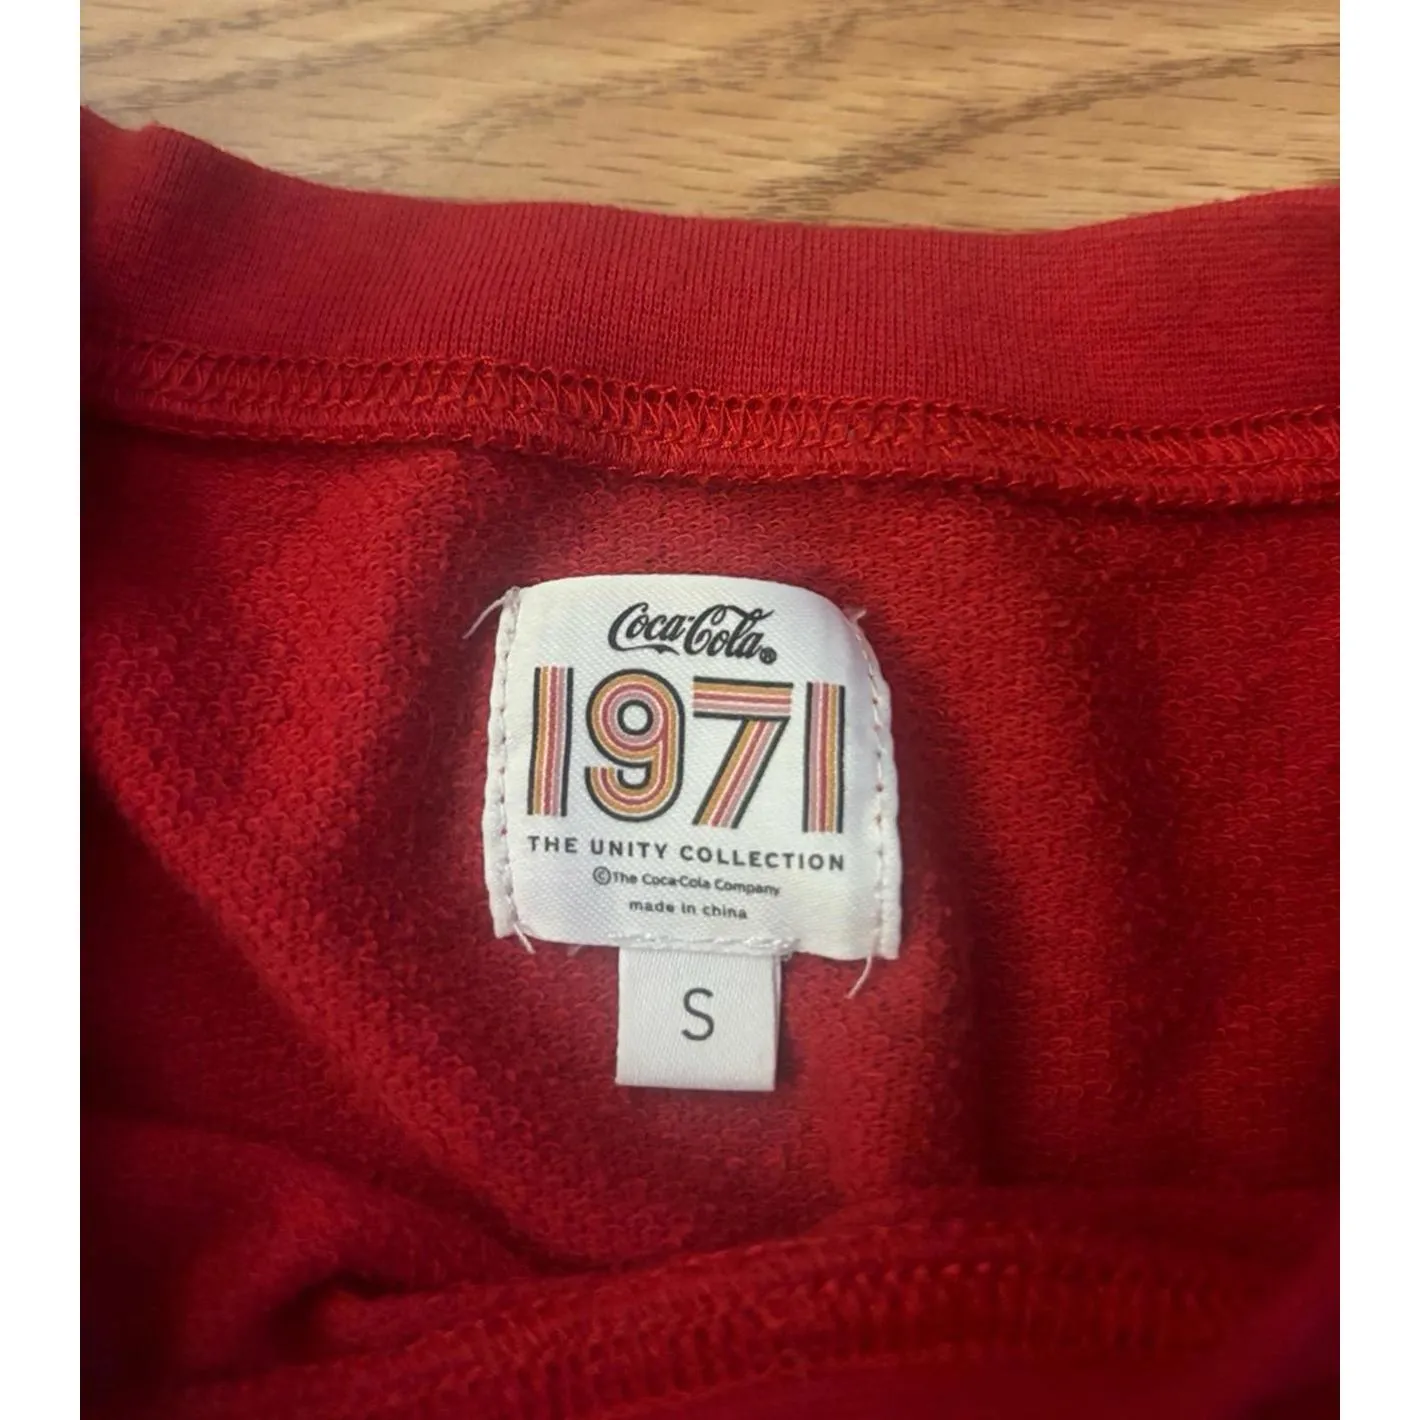 Coca-Cola®
1971
THE UNITY COLLECTION
©The Coca-Cola Company
made in china
S